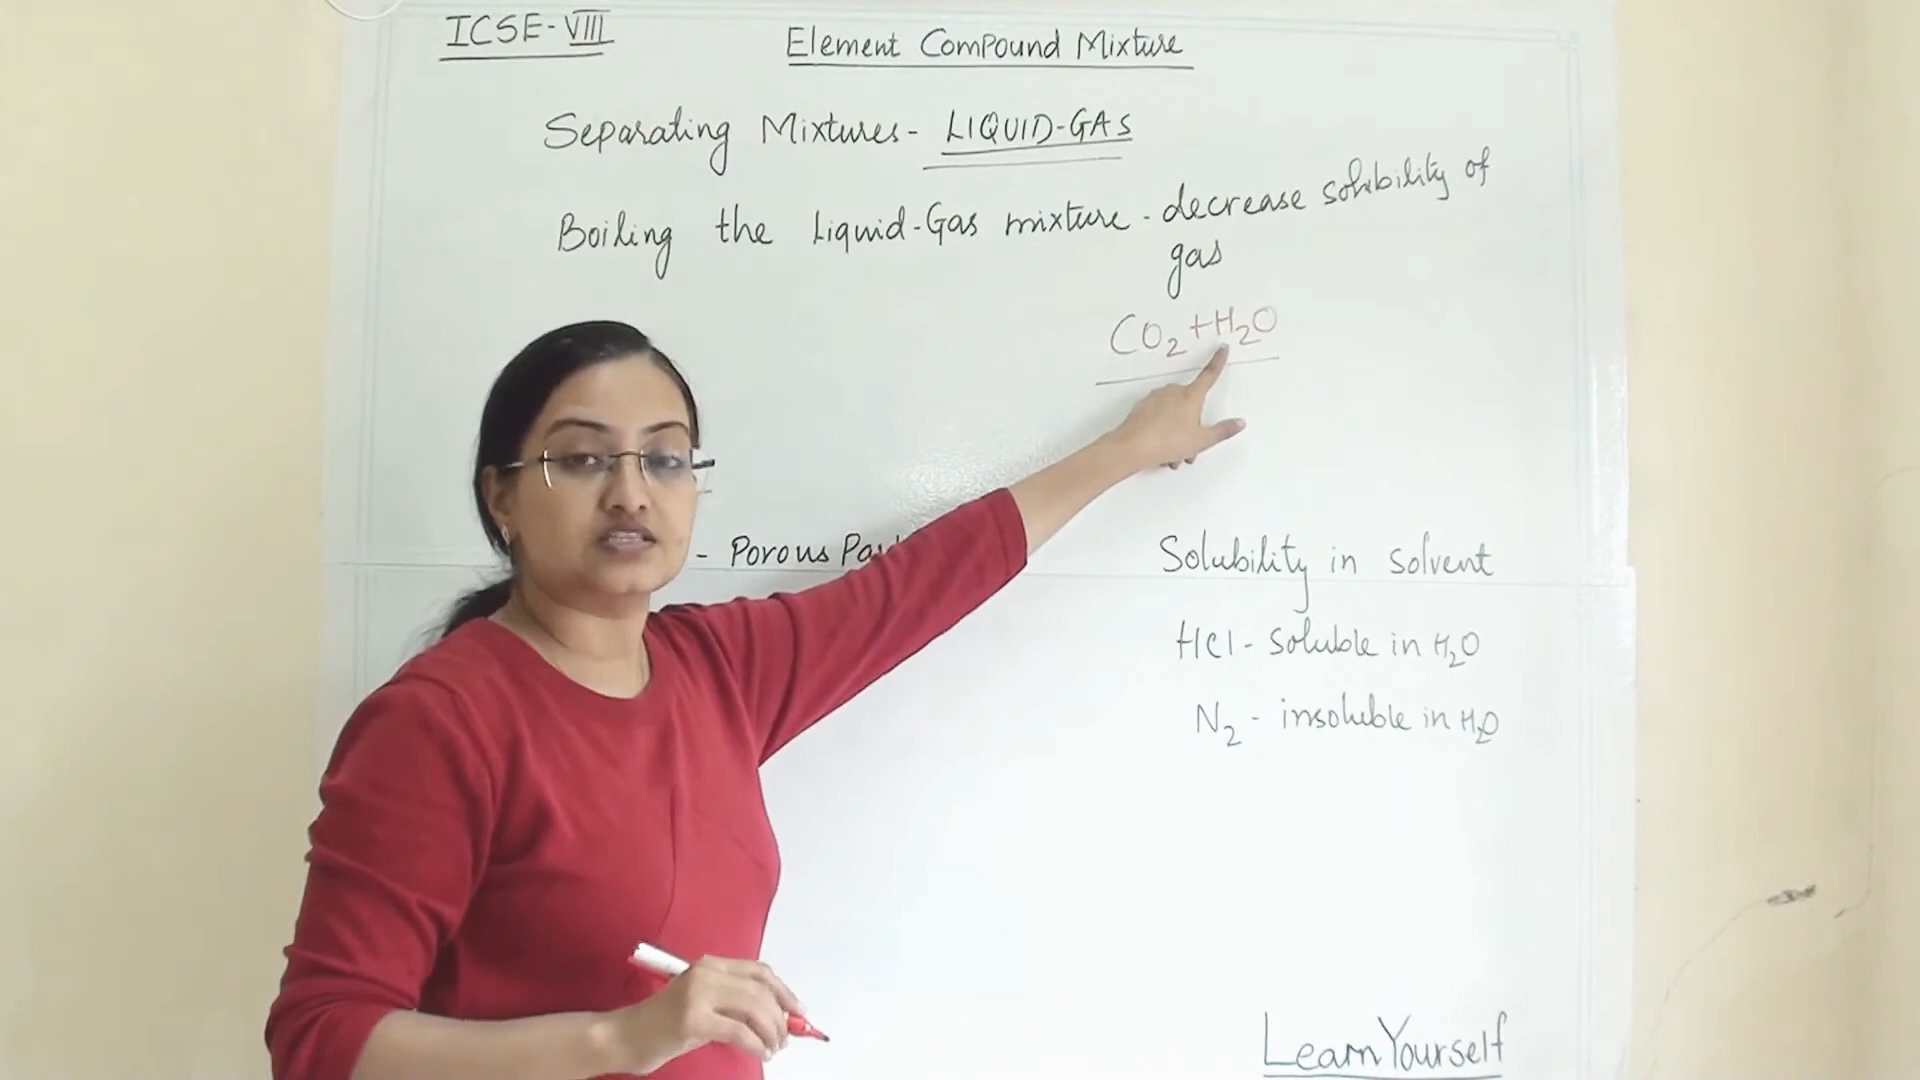 ICSE-VIII
Element Compound Mixture
Separating Mixtures- LIQUID-GAS
Boiling the Liquid-Gas mixture - decrease solubility of
gas
CO₂+H₂O
- Porous
Solubility in solvent
HCl- soluble in H₂O
N₂ - insoluble in H₂O
LearnYourself